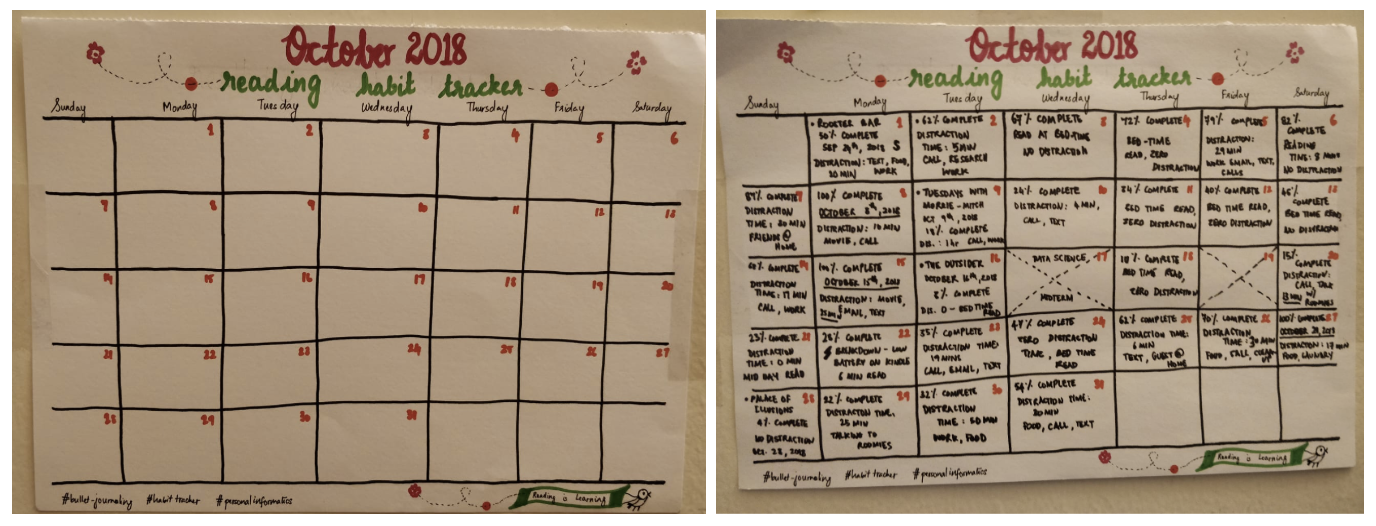 October 2018
reading habit tracker
Sunday Monday Tuesday Wednesday Thursday Friday Saturday
1 2 3 4 5 6
7 8 9 10 11 12 13
14 15 16 17 18 19 20
21 22 23 24 25 26 27
28 29 30 31
#bullet-journaling #habit tracker #personal informatics
Reading is Learning
October 2018
reading habit tracker
Sunday Monday Tuesday Wednesday Thursday Friday Saturday
1
• ROOSTER BAR
50% COMPLETE
SEP 29th, 2018
DISTRACTION: TEXT, FOOD,
20 MIN WORK
2
• 62% COMPLETE
DISTRACTION
TIME: 5MIN
CALL, RESEARCH
WORK
3
67% COMPLETE
READ AT BED-TIME
NO DISTRACTION
4
72% COMPLETE
BED-TIME
READ, ZERO
DISTRACTION
5
79% COMPLETE
DISTRACTION:
29 MIN
WORK EMAIL, TEXT,
CALLS
6
82%
COMPLETE
READING
TIME: 8 MINS
NO DISTRACTION
7
87% COMPLETE
DISTRACTION
TIME: 30 MIN
FRIENDS @
HOME
8
100% COMPLETE
OCTOBER 8th, 2018
DISTRACTION: 10 MIN
MOVIE, CALL
9
• TUESDAYS WITH
MORRIE - MITCH
OCT 9th, 2018
18% COMPLETE
DIS.: 1hr CALL, WORK
10
24% COMPLETE
DISTRACTION: 4 MIN,
CALL, TEXT
11
34% COMPLETE
BED TIME READ,
ZERO DISTRACTION
12
40% COMPLETE
BED TIME READ,
ZERO DISTRACTION
13
46%
COMPLETE
BED TIME READ,
NO DISTRACTION
14
60% COMPLETE
DISTRACTION
TIME: 17 MIN
CALL, WORK
15
100% COMPLETE
OCTOBER 15th, 2018
DISTRACTION: MOVIE,
EMAIL, TEXT
16
• THE OUTSIDER
OCTOBER 16th, 2018
8% COMPLETE
DIS. 0 - BEDTIME
READ
17
DATA SCIENCE,
MIDTERM
18
10% COMPLETE
BED TIME READ,
ZERO DISTRACTION
19
20
15%
COMPLETE
DISTRACTION:
CALL, TALK
13 MIN W/
ROOMIES
21
23% COMPLETE
DISTRACTION
TIME: 0 MIN
MID DAY READ
22
26% COMPLETE
BREAKDOWN - LOW
BATTERY ON KINDLE
6 MIN READ
23
35% COMPLETE
DISTRACTION TIME:
19 MINS
CALL, EMAIL, TEXT
24
47% COMPLETE
ZERO DISTRACTION
TIME, BED TIME
READ
25
62% COMPLETE
DISTRACTION TIME:
6 MIN
TEXT, GUEST @
HOME
26
70% COMPLETE
DISTRACTION
TIME: 30 MIN
FOOD, CALL, CLEAN
UP
27
100% COMPLETE
OCTOBER 27, 2018
DISTRACTION: 17 MIN
FOOD, LAUNDRY
28
• PALACE OF
ILLUSIONS
4% COMPLETE
NO DISTRACTION
OCT. 28, 2018
29
22% COMPLETE
DISTRACTION TIME:
25 MIN
TALKING TO
ROOMIES
30
32% COMPLETE
DISTRACTION
TIME: 50 MIN
WORK, FOOD
31
54% COMPLETE
DISTRACTION TIME:
30 MIN
FOOD, CALL, TEXT
Reading is Learning
#bullet-journaling #habit tracker #personal informatics